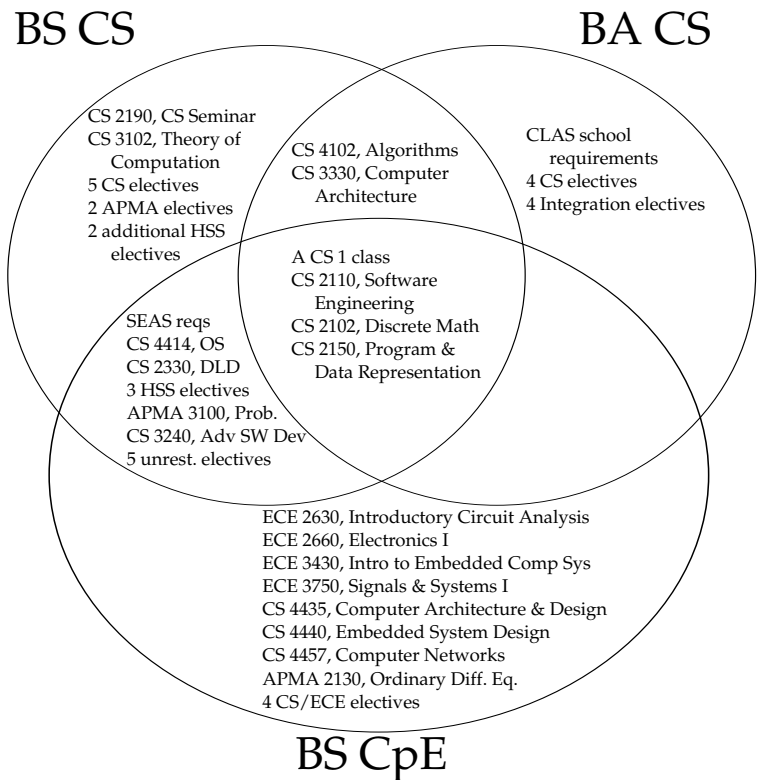 BS CS
BA CS
CS 2190, CS Seminar
CS 3102, Theory of
Computation
5 CS electives
2 APMA electives
2 additional HSS
electives
CS 4102, Algorithms
CS 3330, Computer
Architecture
CLAS school
requirements
4 CS electives
4 Integration electives
A CS 1 class
CS 2110, Software
Engineering
CS 2102, Discrete Math
CS 2150, Program &
Data Representation
SEAS reqs
CS 4414, OS
CS 2330, DLD
3 HSS electives
APMA 3100, Prob.
CS 3240, Adv SW Dev
5 unrest. electives
ECE 2630, Introductory Circuit Analysis
ECE 2660, Electronics I
ECE 3430, Intro to Embedded Comp Sys
ECE 3750, Signals & Systems I
CS 4435, Computer Architecture & Design
CS 4440, Embedded System Design
CS 4457, Computer Networks
APMA 2130, Ordinary Diff. Eq.
4 CS/ECE electives
BS CpE